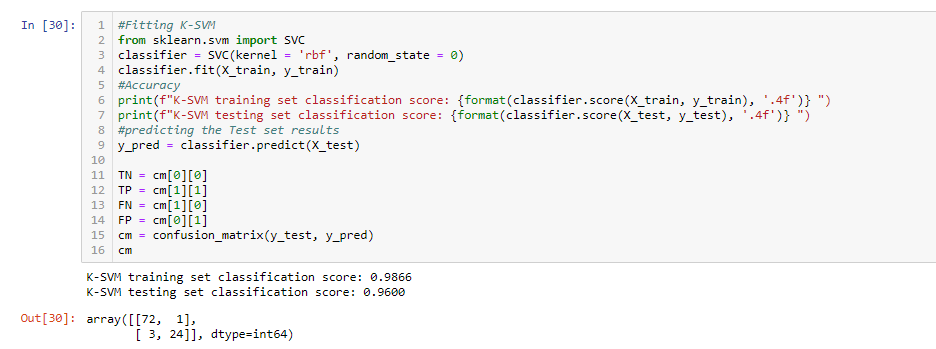 In [30]:
1 #Fitting K-SVM
2 from sklearn.svm import SVC
3 classifier = SVC(kernel = 'rbf', random_state = 0)
4 classifier.fit(X_train, y_train)
5 #Accuracy
6 print(f"K-SVM training set classification score: {format(classifier.score(X_train, y_train), '.4f')} ")
7 print(f"K-SVM testing set classification score: {format(classifier.score(X_test, y_test), '.4f')} ")
8 #predicting the Test set results
9 y_pred = classifier.predict(X_test)
10
11 TN = cm[0][0]
12 TP = cm[1][1]
13 FN = cm[1][0]
14 FP = cm[0][1]
15 cm = confusion_matrix(y_test, y_pred)
16 cm
K-SVM training set classification score: 0.9866
K-SVM testing set classification score: 0.9600
Out[30]: array([[72,  1],
       [ 3, 24]], dtype=int64)